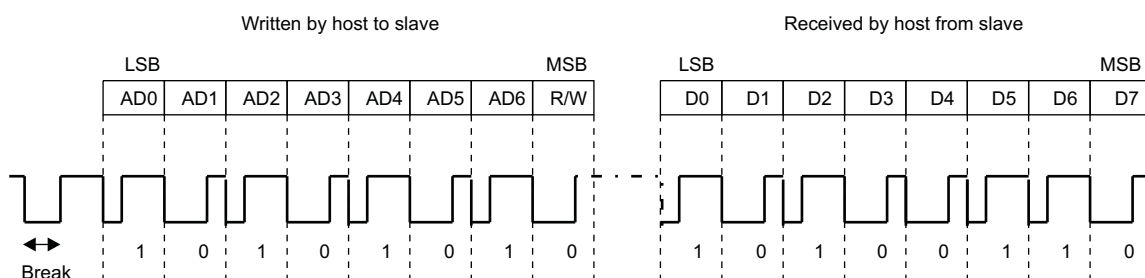 Written by host to slave Received by host from slave
LSB MSB LSB MSB
AD0 AD1 AD2 AD3 AD4 AD5 AD6 R/W D0 D1 D2 D3 D4 D5 D6 D7
1 0 1 0 1 0 1 0 1 0 1 0 0 1 1 0
Break